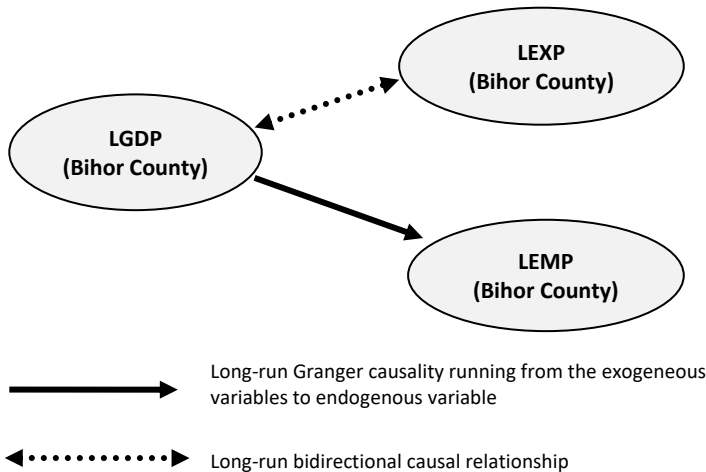 LEXP
(Bihor County)
LGDP
(Bihor County)
LEMP
(Bihor County)
Long-run Granger causality running from the exogeneous
variables to endogenous variable
Long-run bidirectional causal relationship